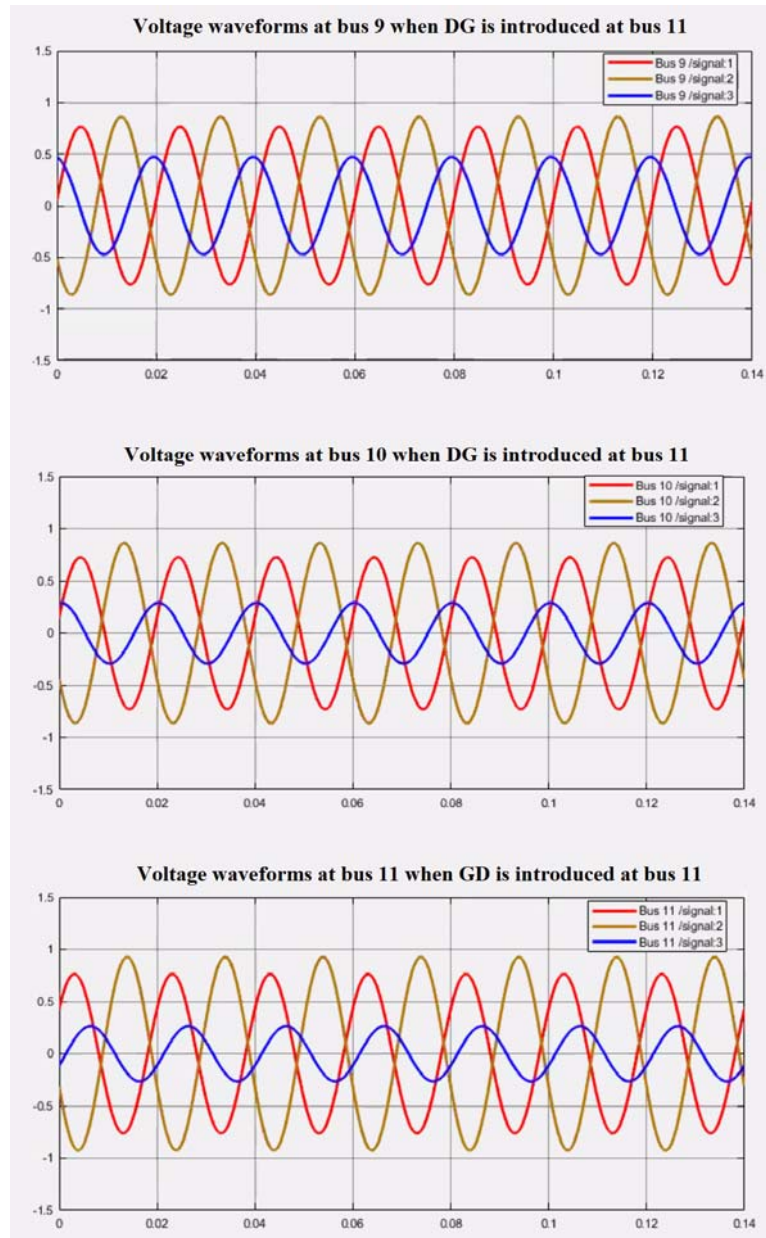 Voltage waveforms at bus 9 when DG is introduced at bus 11
1.5
Bus 9 /signal:1
Bus 9 /signal:2
Bus 9 /signal:3
1
0.5
0
-0.5
-1
-1.5
0 0.02 0.04 0.06 0.08 0.1 0.12 0.14
Voltage waveforms at bus 10 when DG is introduced at bus 11
1.5
Bus 10 /signal:1
Bus 10 /signal:2
Bus 10 /signal:3
1
0.5
0
-0.5
-1
-1.5
0 0.02 0.04 0.06 0.08 0.1 0.12 0.14
Voltage waveforms at bus 11 when GD is introduced at bus 11
1.5
Bus 11 /signal:1
Bus 11 /signal:2
Bus 11 /signal:3
1
0.5
0
-0.5
-1
-1.5
0 0.02 0.04 0.06 0.08 0.1 0.12 0.14